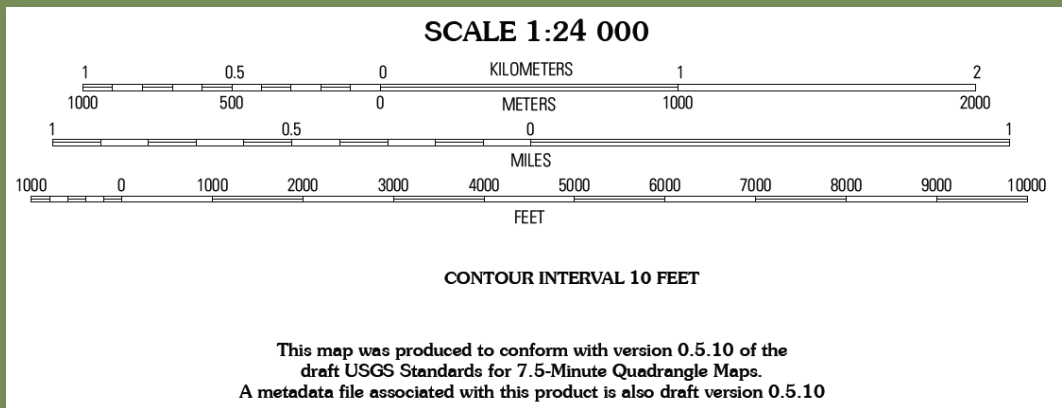 SCALE 1:24 000
1 0.5 0 KILOMETERS 1 2
1000 500 0 METERS 1000 2000
1 0.5 0 1
MILES
1000 0 1000 2000 3000 4000 5000 6000 7000 8000 9000 10000
FEET
CONTOUR INTERVAL 10 FEET
This map was produced to conform with version 0.5.10 of the
draft USGS Standards for 7.5-Minute Quadrangle Maps.
A metadata file associated with this product is also draft version 0.5.10